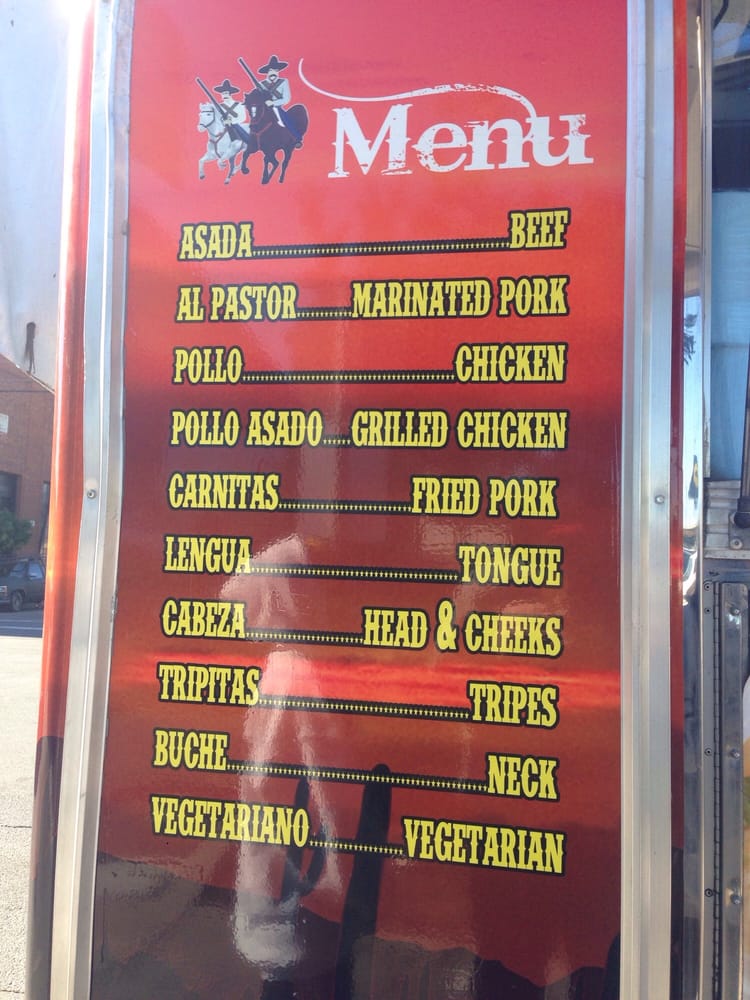 Menu
ASADA BEEF
AL PASTOR MARINATED PORK
POLLO CHICKEN
POLLO ASADO GRILLED CHICKEN
CARNITAS FRIED PORK
LENGUA TONGUE
CABEZA HEAD & CHEEKS
TRIPITAS TRIPES
BUCHE NECK
VEGETARIANO VEGETARIAN